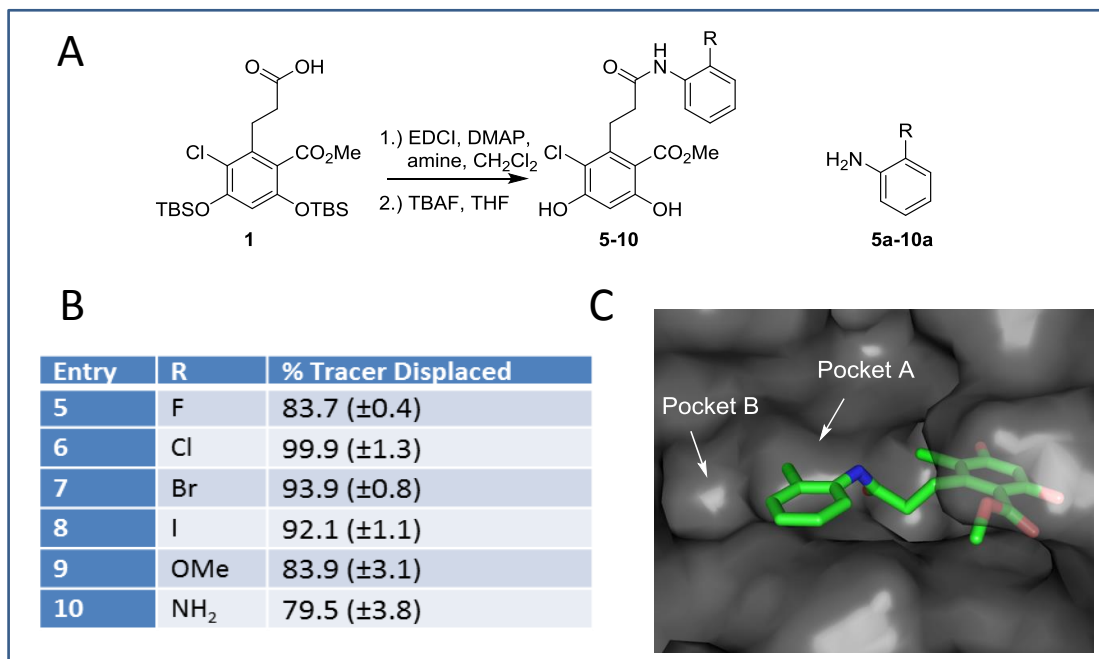 A
O
OH
Cl
CO₂Me
TBSO
OTBS
1
1.) EDCI, DMAP,
amine, CH₂Cl₂
2.) TBAF, THF
R
O
H
N
Cl
CO₂Me
HO
OH
5-10
R
H₂N
5a-10a
B
Entry R % Tracer Displaced
5 F 83.7 (±0.4)
6 Cl 99.9 (±1.3)
7 Br 93.9 (±0.8)
8 I 92.1 (±1.1)
9 OMe 83.9 (±3.1)
10 NH₂ 79.5 (±3.8)
C
Pocket A
Pocket B